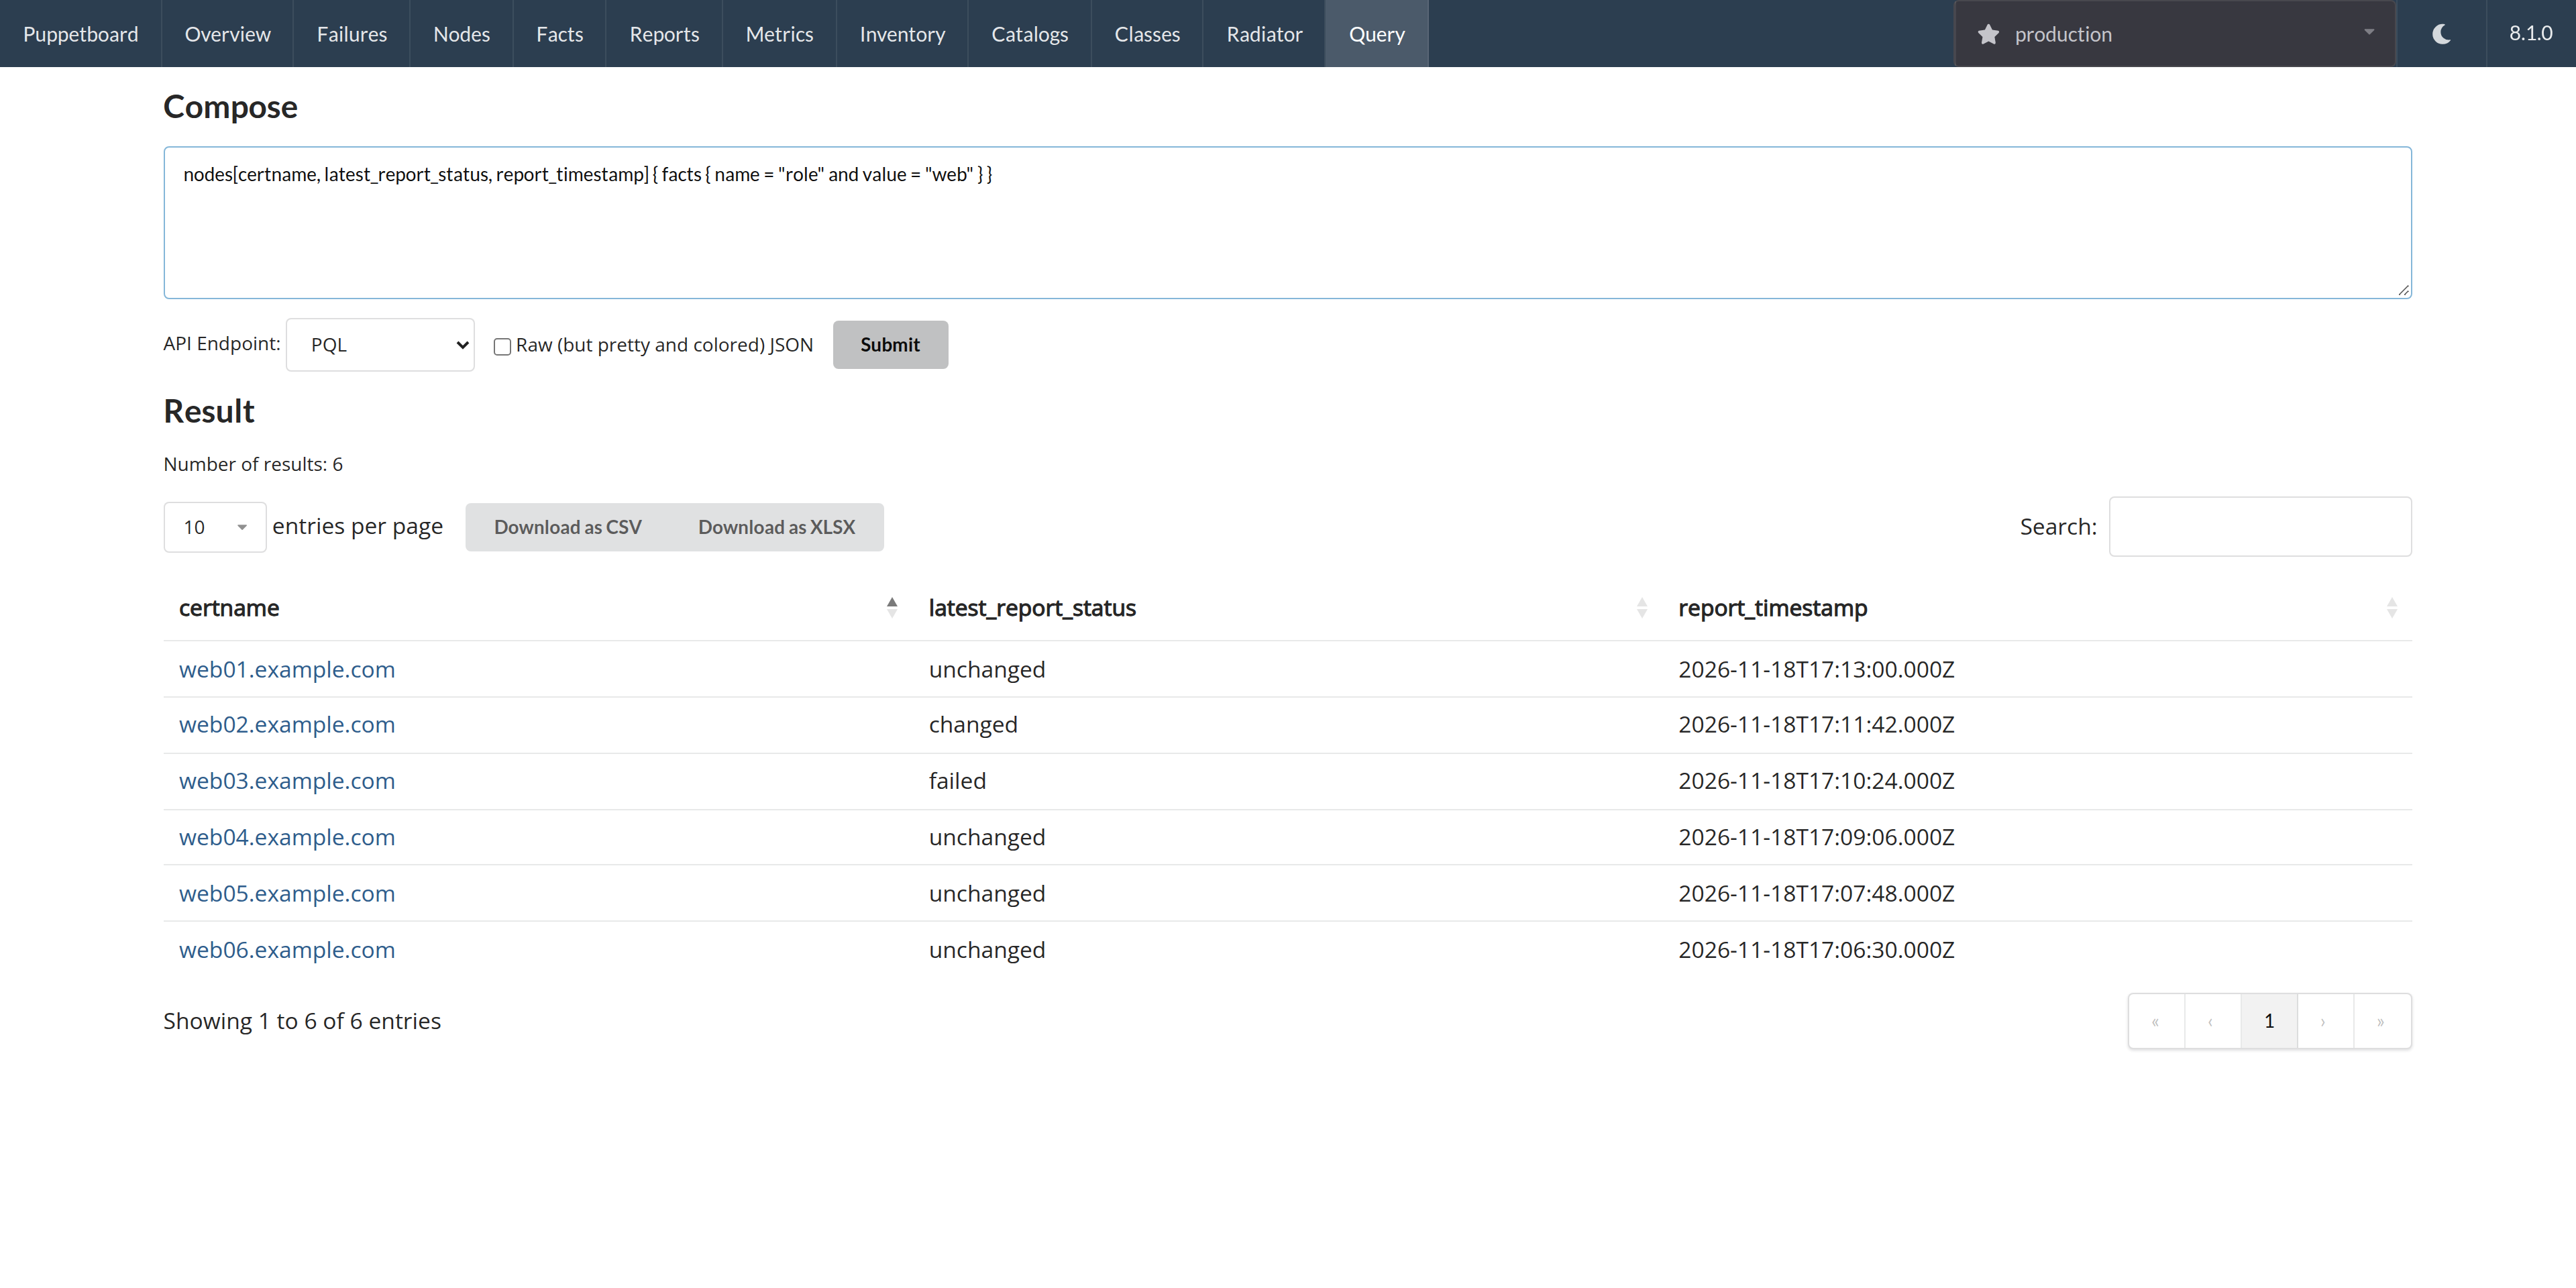 Puppetboard Overview Failures Nodes Facts Reports Metrics Inventory Catalogs Classes Radiator Query production 8.1.0
Compose
nodes[certname, latest_report_status, report_timestamp] { facts { name = "role" and value = "web" } }
API Endpoint: PQL Raw (but pretty and colored) JSON Submit
Result
Number of results: 6
10 entries per page Download as CSV Download as XLSX Search:
certname latest_report_status report_timestamp
web01.example.com unchanged 2026-11-18T17:13:00.000Z
web02.example.com changed 2026-11-18T17:11:42.000Z
web03.example.com failed 2026-11-18T17:10:24.000Z
web04.example.com unchanged 2026-11-18T17:09:06.000Z
web05.example.com unchanged 2026-11-18T17:07:48.000Z
web06.example.com unchanged 2026-11-18T17:06:30.000Z
Showing 1 to 6 of 6 entries « ‹ 1 › »